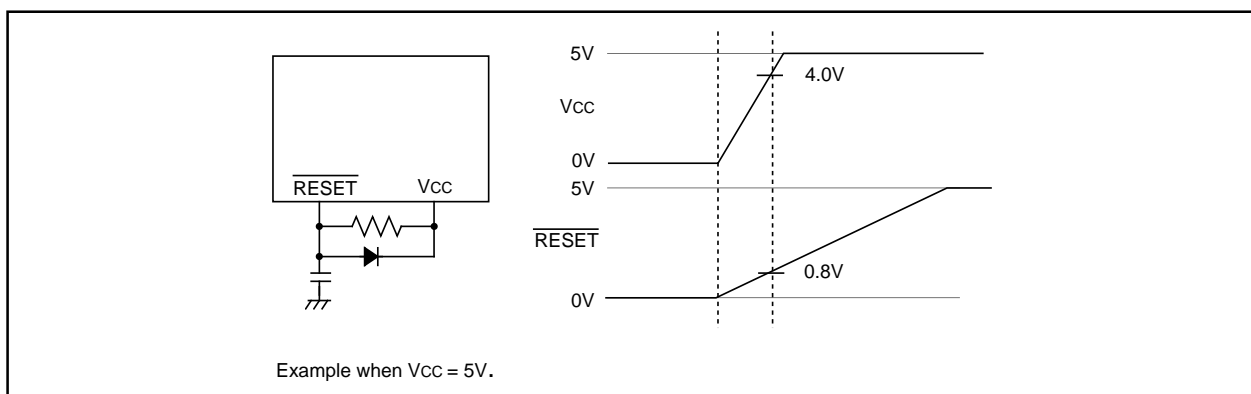 RESET VCC
5V
4.0V
VCC
0V
5V
RESET
0.8V
0V
Example when VCC = 5V.